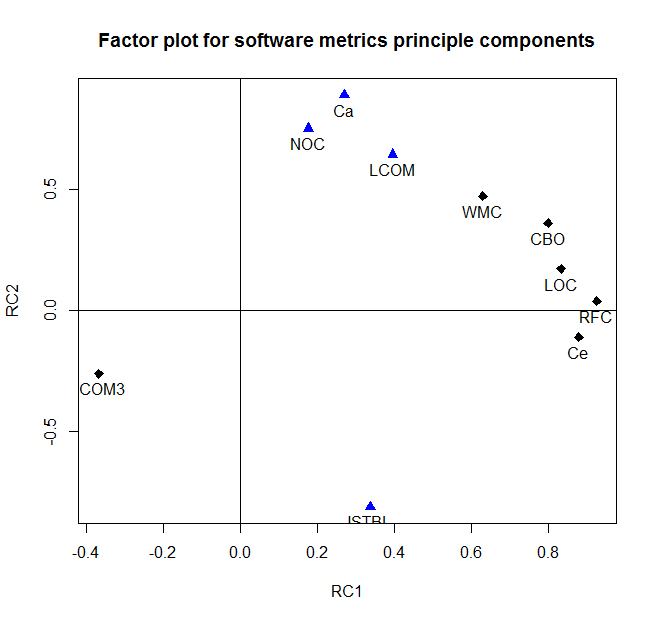 Factor plot for software metrics principle components
Ca
NOC
LCOM
WMC
CBO
LOC
RFC
Ce
COM3
RC2
0.5
0.0
-0.5
-0.4
-0.2
0.0
0.2
0.4
0.6
0.8
RC1